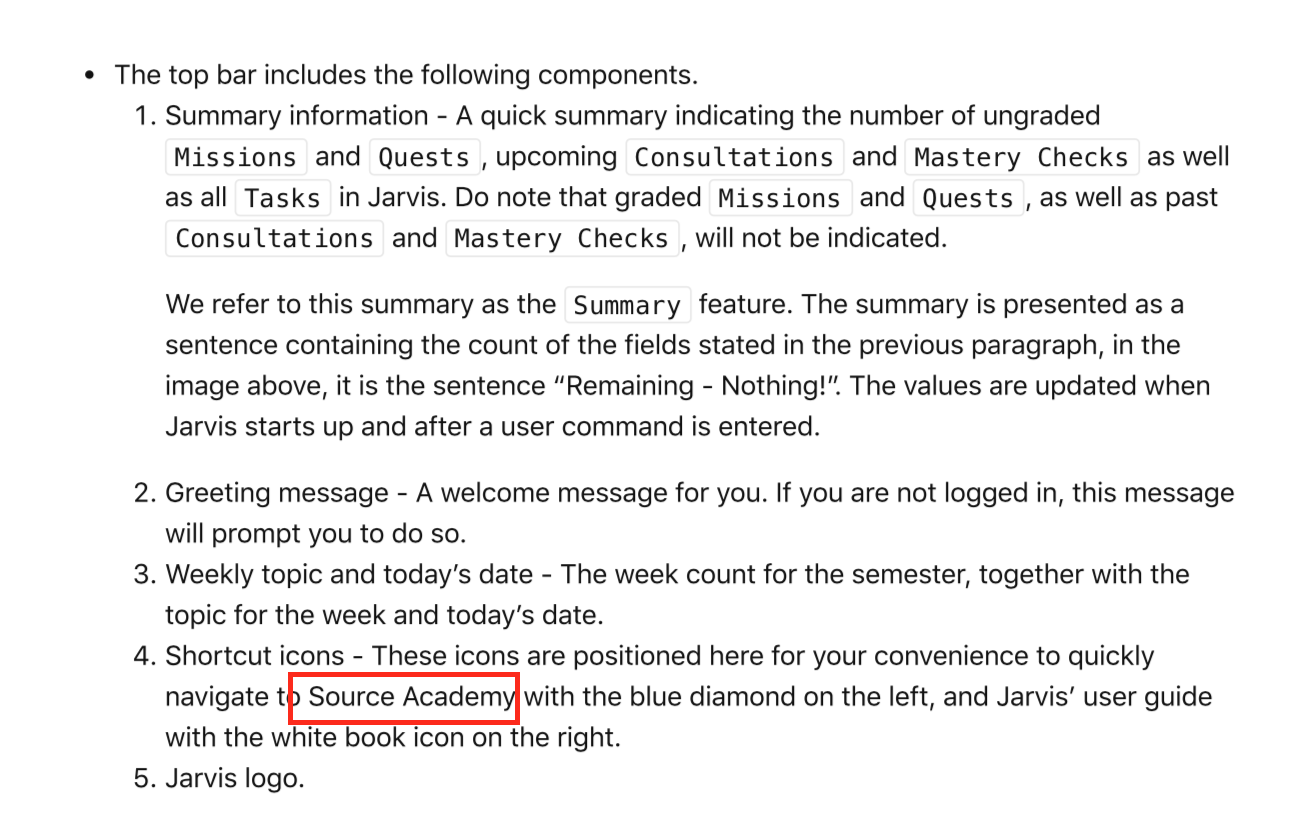 • The top bar includes the following components.
1. Summary information - A quick summary indicating the number of ungraded
Missions and Quests, upcoming Consultations and Mastery Checks as well
as all Tasks in Jarvis. Do note that graded Missions and Quests, as well as past
Consultations and Mastery Checks, will not be indicated.
We refer to this summary as the Summary feature. The summary is presented as a
sentence containing the count of the fields stated in the previous paragraph, in the
image above, it is the sentence “Remaining - Nothing!”. The values are updated when
Jarvis starts up and after a user command is entered.
2. Greeting message - A welcome message for you. If you are not logged in, this message
will prompt you to do so.
3. Weekly topic and today’s date - The week count for the semester, together with the
topic for the week and today’s date.
4. Shortcut icons - These icons are positioned here for your convenience to quickly
navigate to Source Academy with the blue diamond on the left, and Jarvis’ user guide
with the white book icon on the right.
5. Jarvis logo.